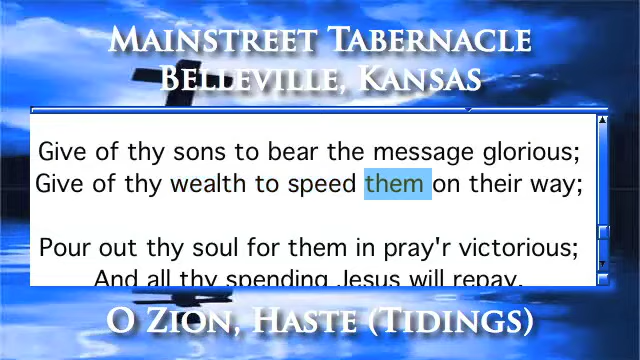 Mainstreet Tabernacle
Belleville, Kansas
Give of thy sons to bear the message glorious;
Give of thy wealth to speed them on their way;
Pour out thy soul for them in pray'r victorious;
And all thy spending Jesus will repay.
O Zion, Haste (Tidings)